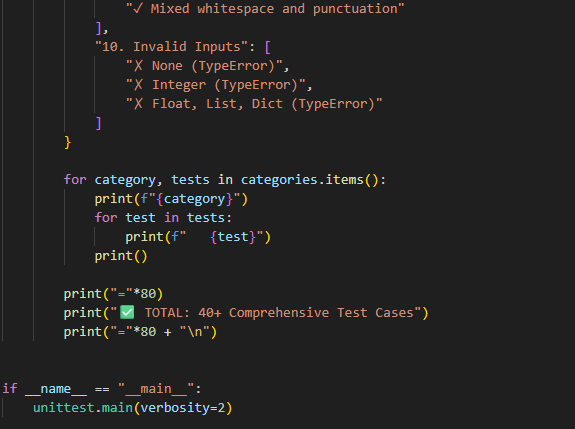 "✓ Mixed whitespace and punctuation"
        ],
        "10. Invalid Inputs": [
            "✗ None (TypeError)",
            "✗ Integer (TypeError)",
            "✗ Float, List, Dict (TypeError)"
        ]
    }

    for category, tests in categories.items():
        print(f"{category}")
        for test in tests:
            print(f"   {test}")
        print()

    print("="*80)
    print("✅ TOTAL: 40+ Comprehensive Test Cases")
    print("="*80 + "\n")


if __name__ == "__main__":
    unittest.main(verbosity=2)